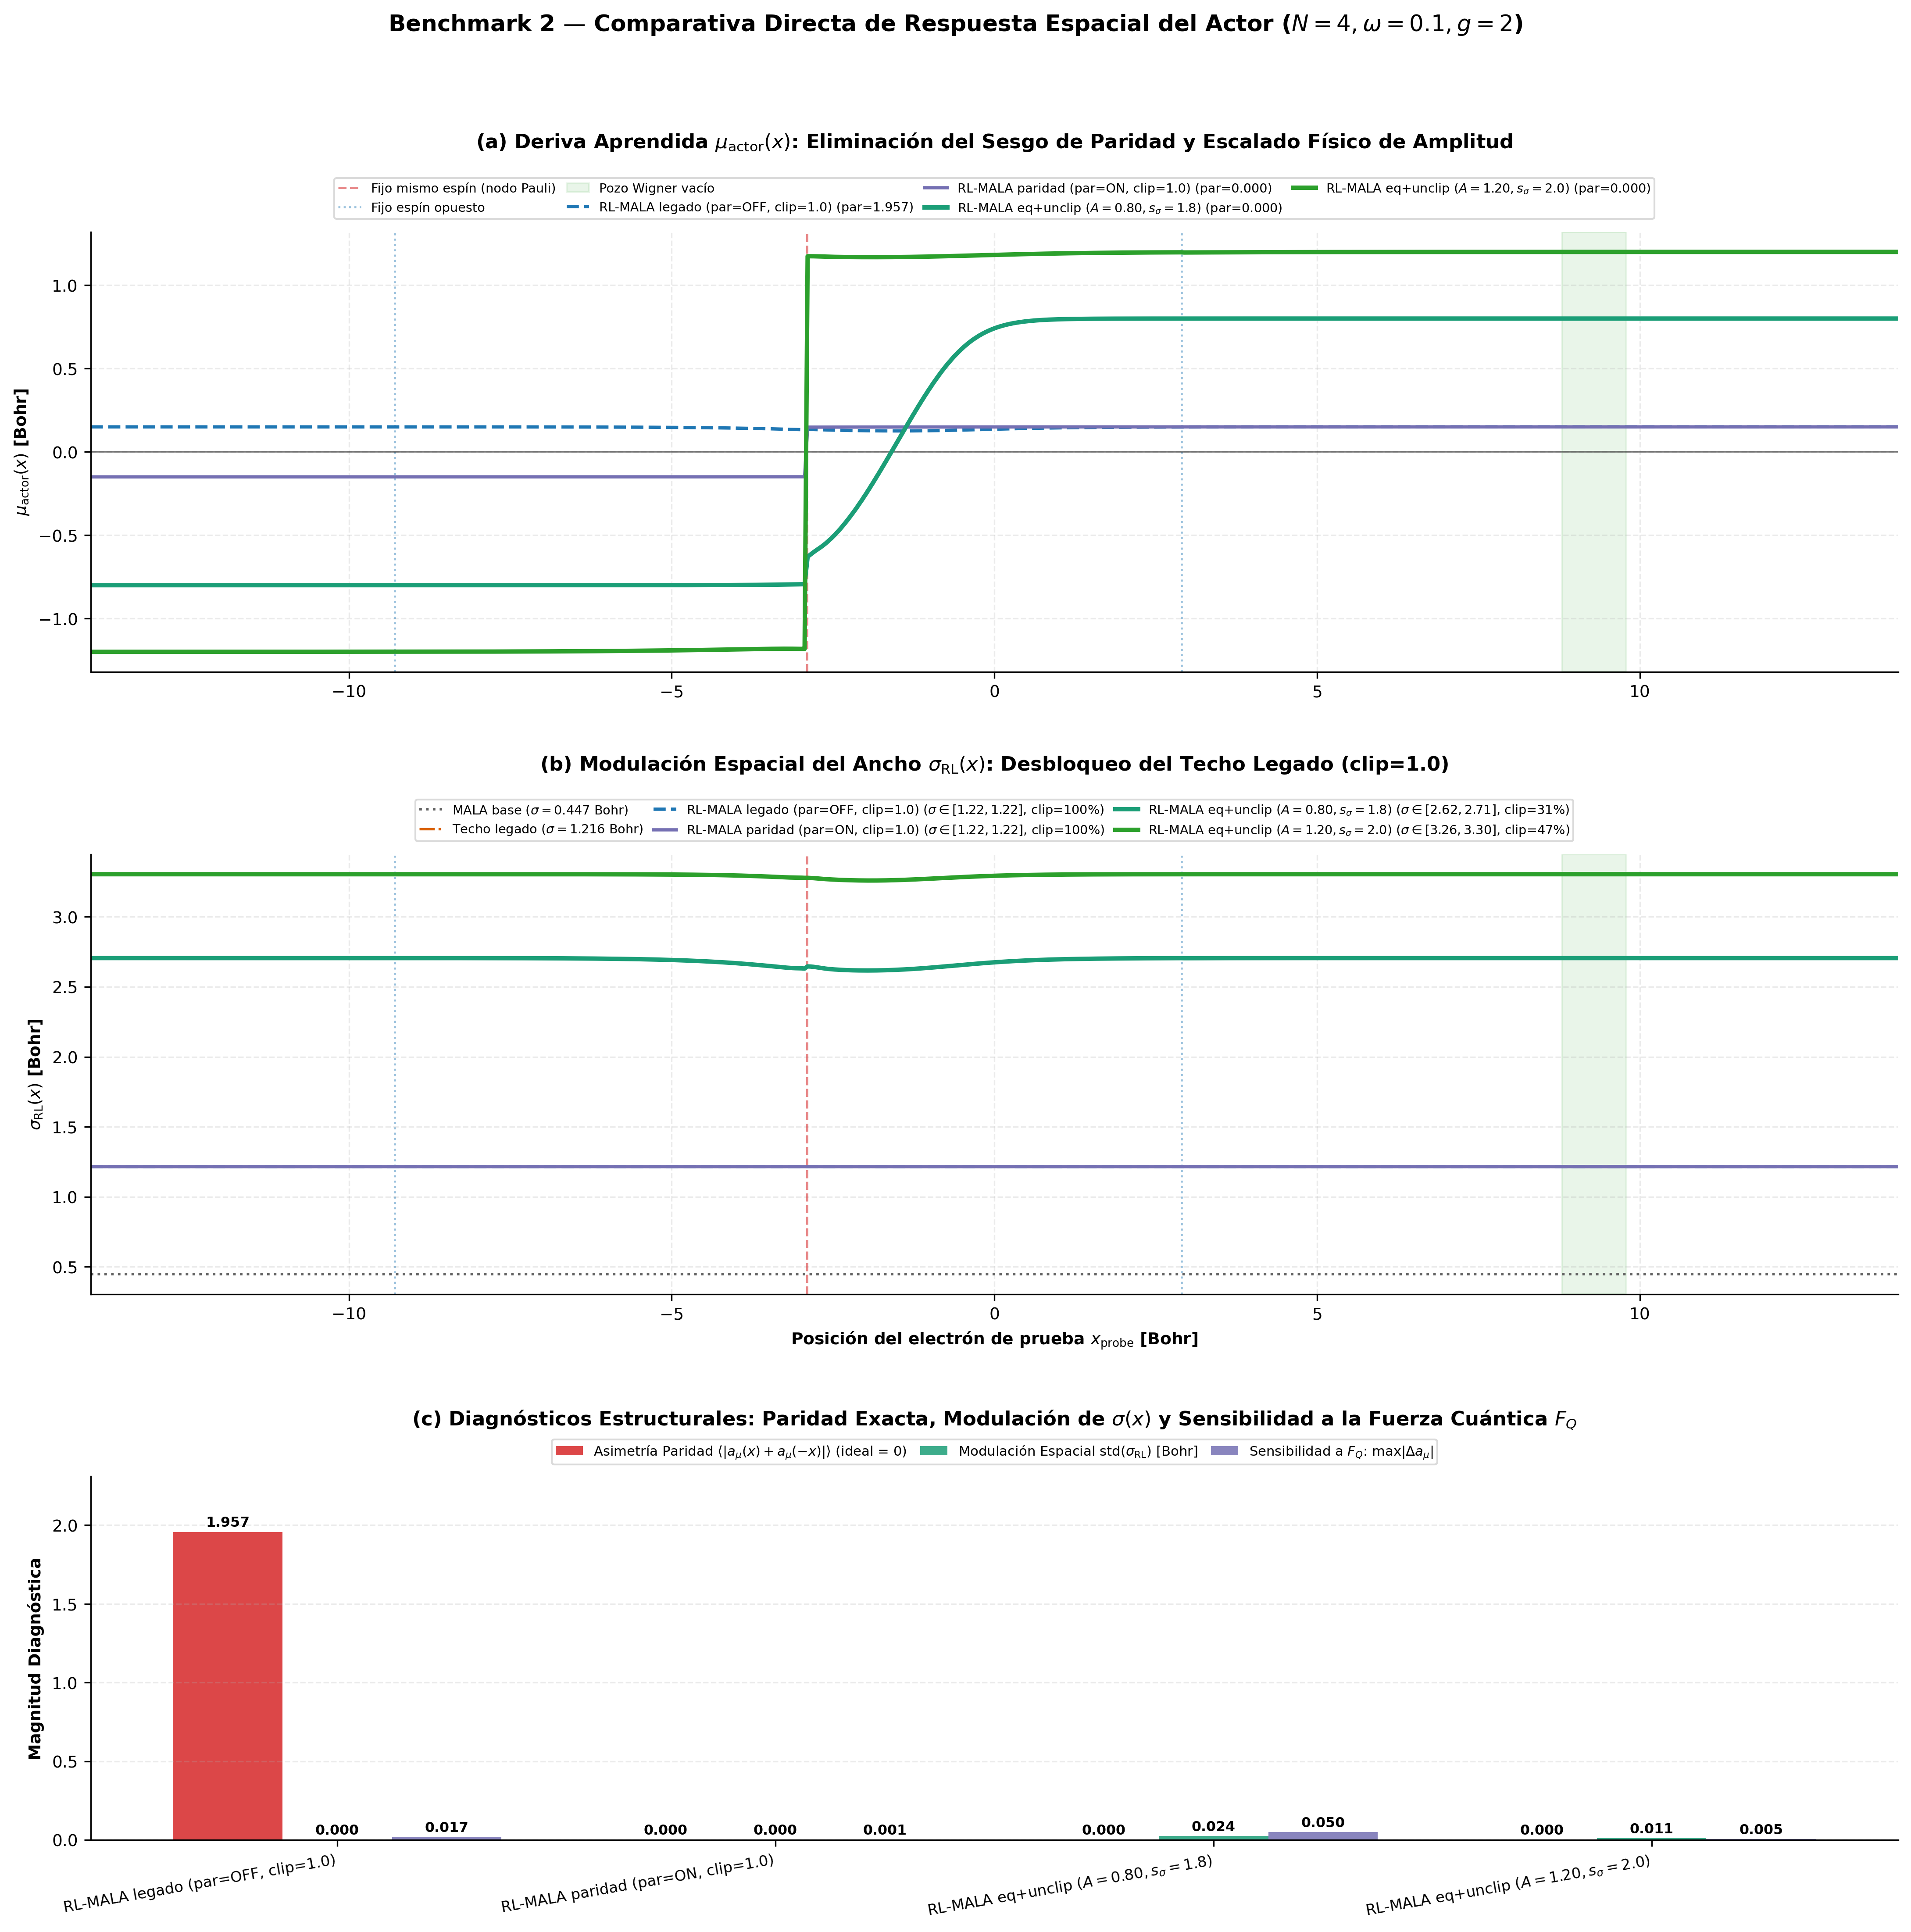 Benchmark 2 — Comparativa Directa de Respuesta Espacial del Actor (N = 4, ω = 0.1, g = 2)
(a) Deriva Aprendida μ_actor(x): Eliminación del Sesgo de Paridad y Escalado Físico de Amplitud
Fijo mismo espín (nodo Pauli)
Fijo espín opuesto
Pozo Wigner vacío
RL-MALA legado (par=OFF, clip=1.0) (par=1.957)
RL-MALA paridad (par=ON, clip=1.0) (par=0.000)
RL-MALA eq+unclip (A = 0.80, s_σ = 1.8) (par=0.000)
RL-MALA eq+unclip (A = 1.20, s_σ = 2.0) (par=0.000)
μ_actor(x) [Bohr]
1.0
0.5
0.0
−0.5
−1.0
−10
−5
0
5
10
(b) Modulación Espacial del Ancho σ_RL(x): Desbloqueo del Techo Legado (clip=1.0)
MALA base (σ = 0.447 Bohr)
Techo legado (σ = 1.216 Bohr)
RL-MALA legado (par=OFF, clip=1.0) (σ ∈ [1.22, 1.22], clip=100%)
RL-MALA paridad (par=ON, clip=1.0) (σ ∈ [1.22, 1.22], clip=100%)
RL-MALA eq+unclip (A = 0.80, s_σ = 1.8) (σ ∈ [2.62, 2.71], clip=31%)
RL-MALA eq+unclip (A = 1.20, s_σ = 2.0) (σ ∈ [3.26, 3.30], clip=47%)
σ_RL(x) [Bohr]
3.0
2.5
2.0
1.5
1.0
0.5
−10
−5
0
5
10
Posición del electrón de prueba x_probe [Bohr]
(c) Diagnósticos Estructurales: Paridad Exacta, Modulación de σ(x) y Sensibilidad a la Fuerza Cuántica F_Q
Asimetría Paridad ⟨|a_μ(x) + a_μ(−x)|⟩ (ideal = 0)
Modulación Espacial std(σ_RL) [Bohr]
Sensibilidad a F_Q: max|Δa_μ|
Magnitud Diagnóstica
2.0
1.5
1.0
0.5
0.0
1.957
0.000
0.017
0.000
0.000
0.001
0.000
0.024
0.050
0.000
0.011
0.005
RL-MALA legado (par=OFF, clip=1.0)
RL-MALA paridad (par=ON, clip=1.0)
RL-MALA eq+unclip (A = 0.80, s_σ = 1.8)
RL-MALA eq+unclip (A = 1.20, s_σ = 2.0)